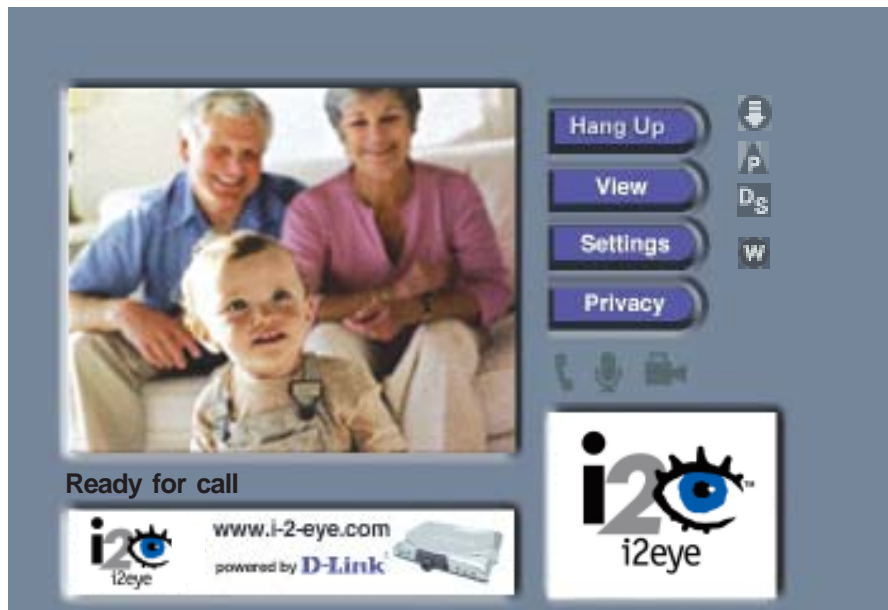 Hang Up
View
Settings
Privacy
P
DS
W
Ready for call
i2
i2eye
www.i-2-eye.com
powered by D-Link
i2
™
i2eye